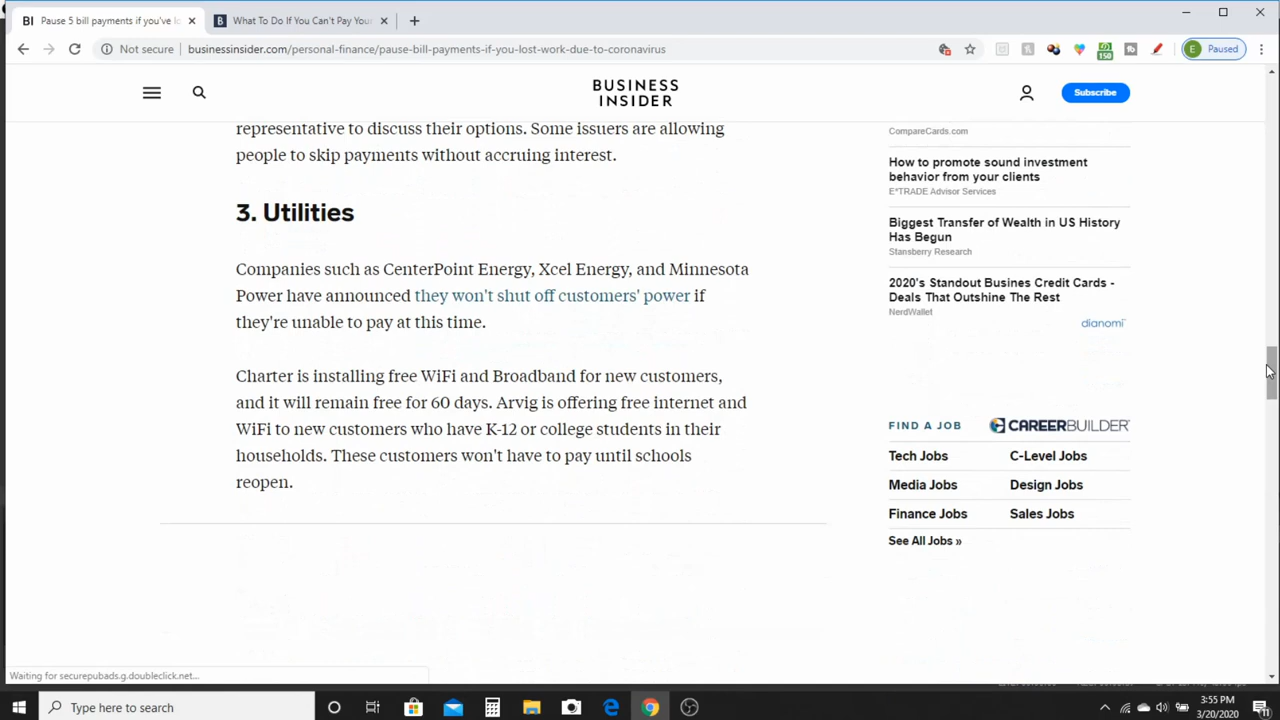 BI Pause 5 bill payments if you've lo
What To Do If You Can't Pay Your
Not secure
businessinsider.com/personal-finance/pause-bill-payments-if-you-lost-work-due-to-coronavirus
150
E Paused
BUSINESS
INSIDER
Subscribe
representative to discuss their options. Some issuers are allowing
people to skip payments without accruing interest.
3. Utilities
Companies such as CenterPoint Energy, Xcel Energy, and Minnesota
Power have announced they won't shut off customers' power if
they're unable to pay at this time.
Charter is installing free WiFi and Broadband for new customers,
and it will remain free for 60 days. Arvig is offering free internet and
WiFi to new customers who have K-12 or college students in their
households. These customers won't have to pay until schools
reopen.
CompareCards.com
How to promote sound investment
behavior from your clients
E*TRADE Advisor Services
Biggest Transfer of Wealth in US History
Has Begun
Stansberry Research
2020's Standout Busines Credit Cards -
Deals That Outshine The Rest
NerdWallet
dianomi
FIND A JOB
CAREERBUILDER
Tech Jobs
C-Level Jobs
Media Jobs
Design Jobs
Finance Jobs
Sales Jobs
See All Jobs »
Waiting for securepubads.g.doubleclick.net...
Type here to search
3:55 PM
3/20/2020